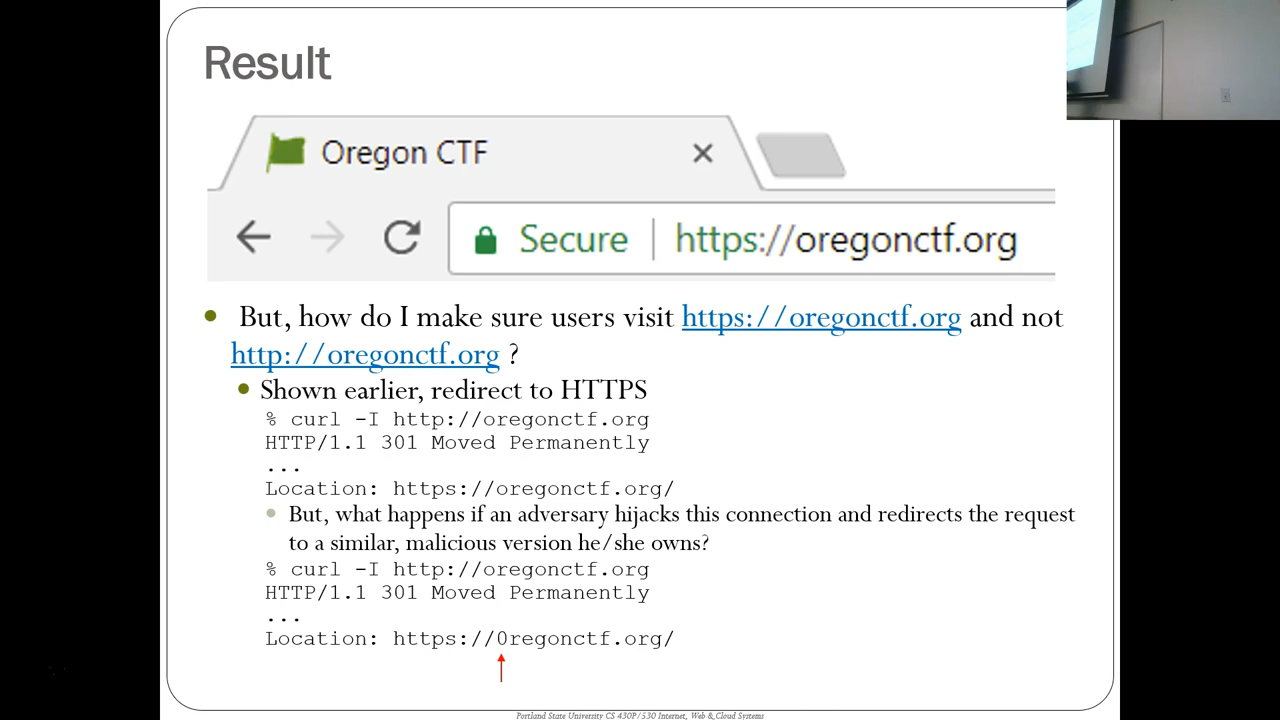 Result
Oregon CTF
Secure https://oregonctf.org
But, how do I make sure users visit https://oregonctf.org and not
http://oregonctf.org ?
Shown earlier, redirect to HTTPS
% curl -I http://oregonctf.org
HTTP/1.1 301 Moved Permanently
...
Location: https://oregonctf.org/
But, what happens if an adversary hijacks this connection and redirects the request
to a similar, malicious version he/she owns?
% curl -I http://oregonctf.org
HTTP/1.1 301 Moved Permanently
...
Location: https://0regonctf.org/
Portland State University CS 430P/530 Internet, Web & Cloud Systems